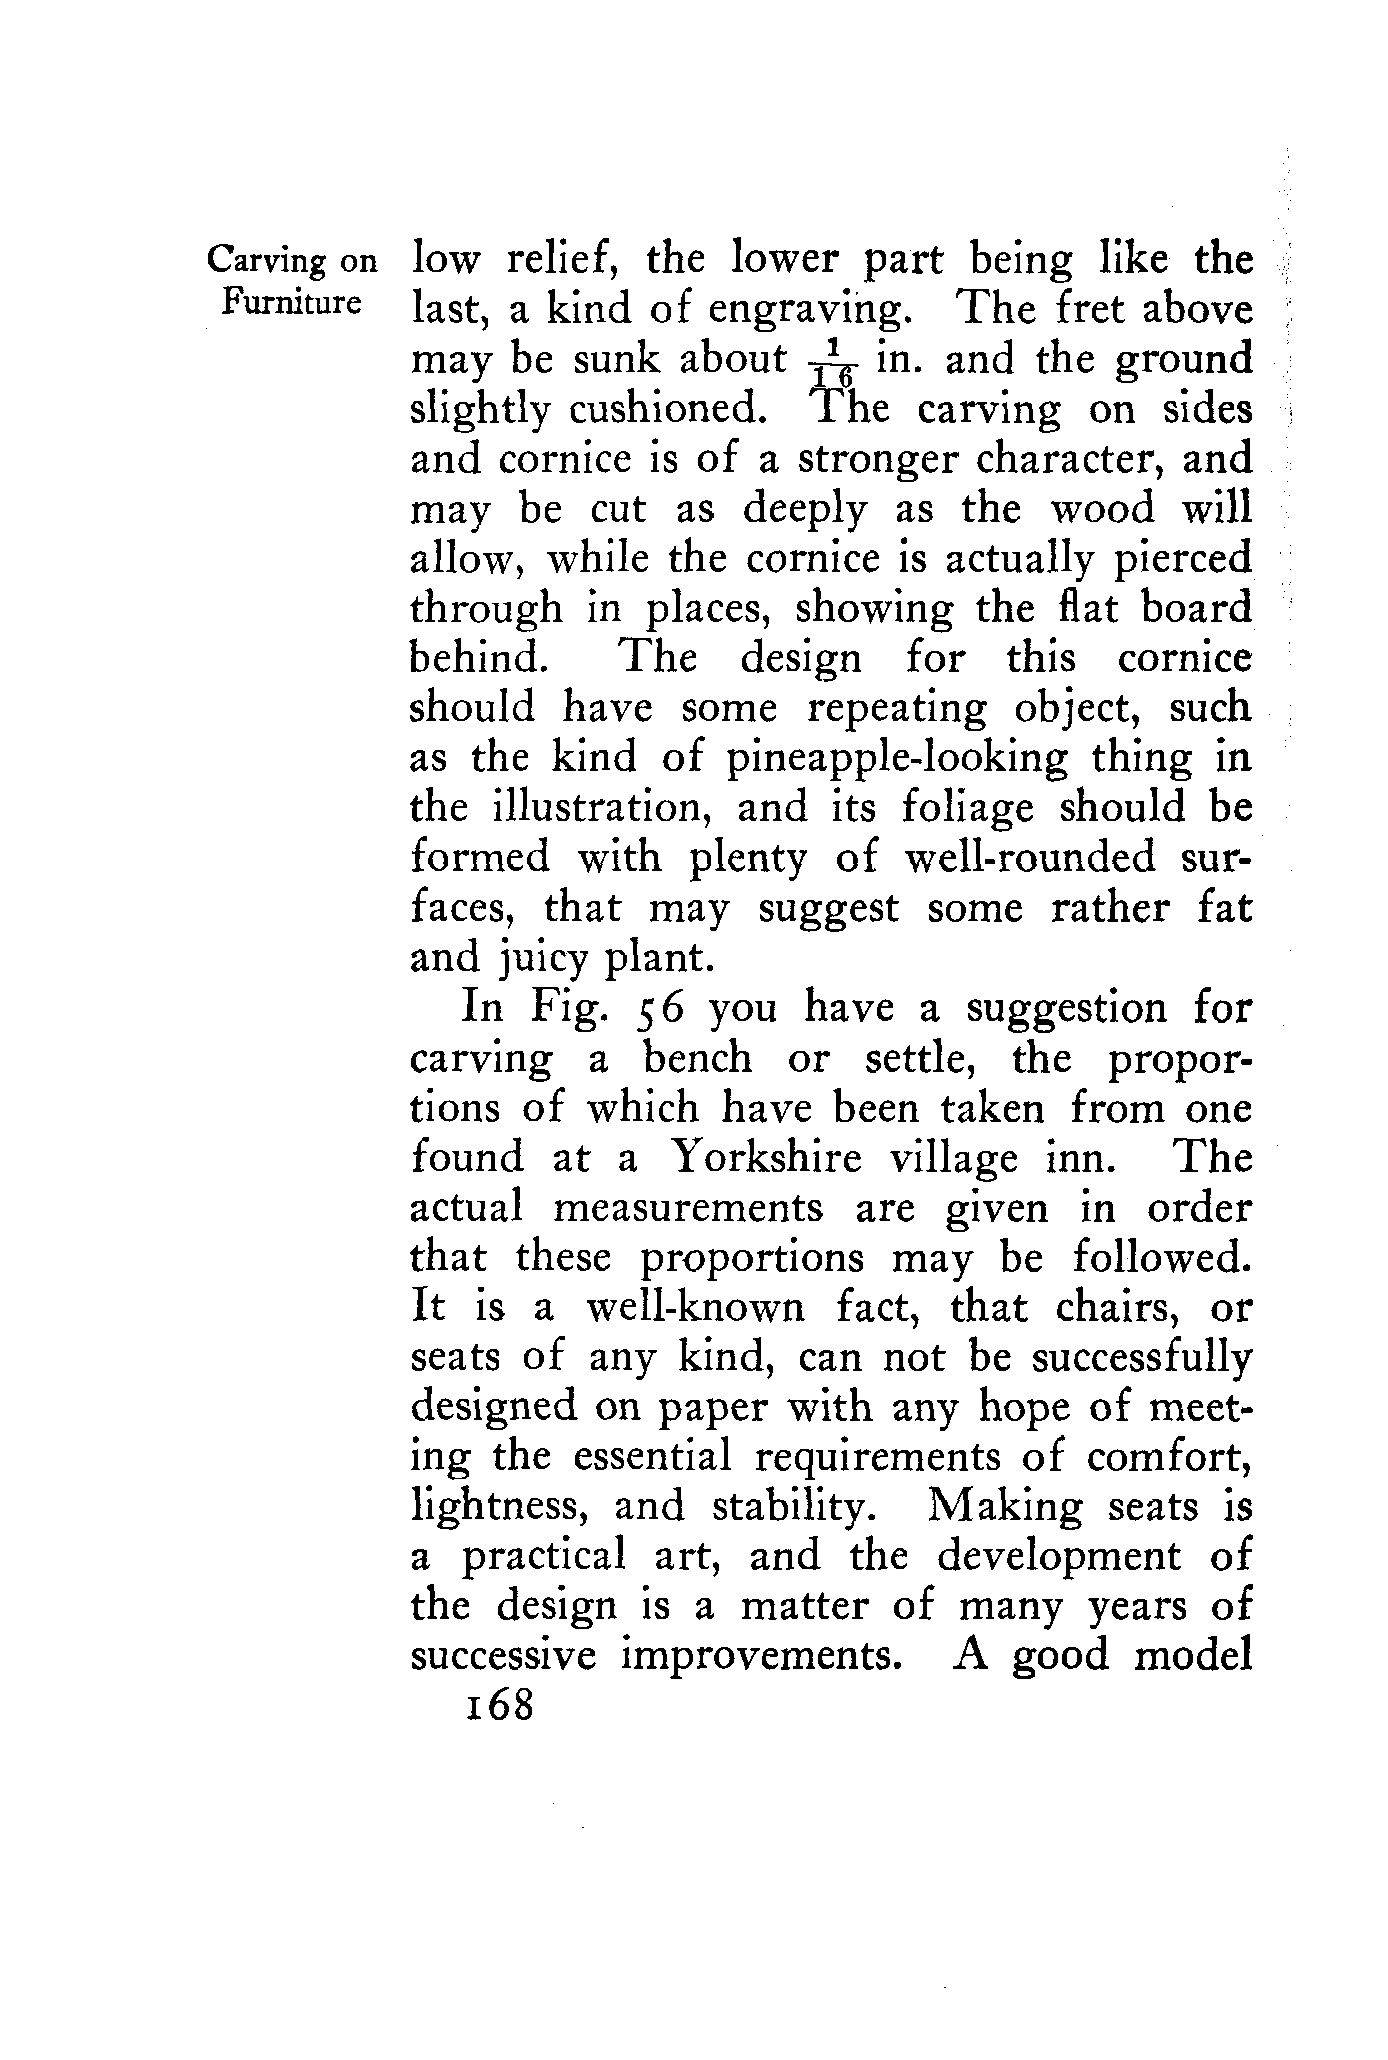 Carving on
Furniture
low relief, the lower part being like the
last, a kind of engraving. The fret above
may be sunk about 1/16 in. and the ground
slightly cushioned. The carving on sides
and cornice is of a stronger character, and
may be cut as deeply as the wood will
allow, while the cornice is actually pierced
through in places, showing the flat board
behind. The design for this cornice
should have some repeating object, such
as the kind of pineapple-looking thing in
the illustration, and its foliage should be
formed with plenty of well-rounded sur-
faces, that may suggest some rather fat
and juicy plant.
In Fig. 56 you have a suggestion for
carving a bench or settle, the propor-
tions of which have been taken from one
found at a Yorkshire village inn. The
actual measurements are given in order
that these proportions may be followed.
It is a well-known fact, that chairs, or
seats of any kind, can not be successfully
designed on paper with any hope of meet-
ing the essential requirements of comfort,
lightness, and stability. Making seats is
a practical art, and the development of
the design is a matter of many years of
successive improvements. A good model
168